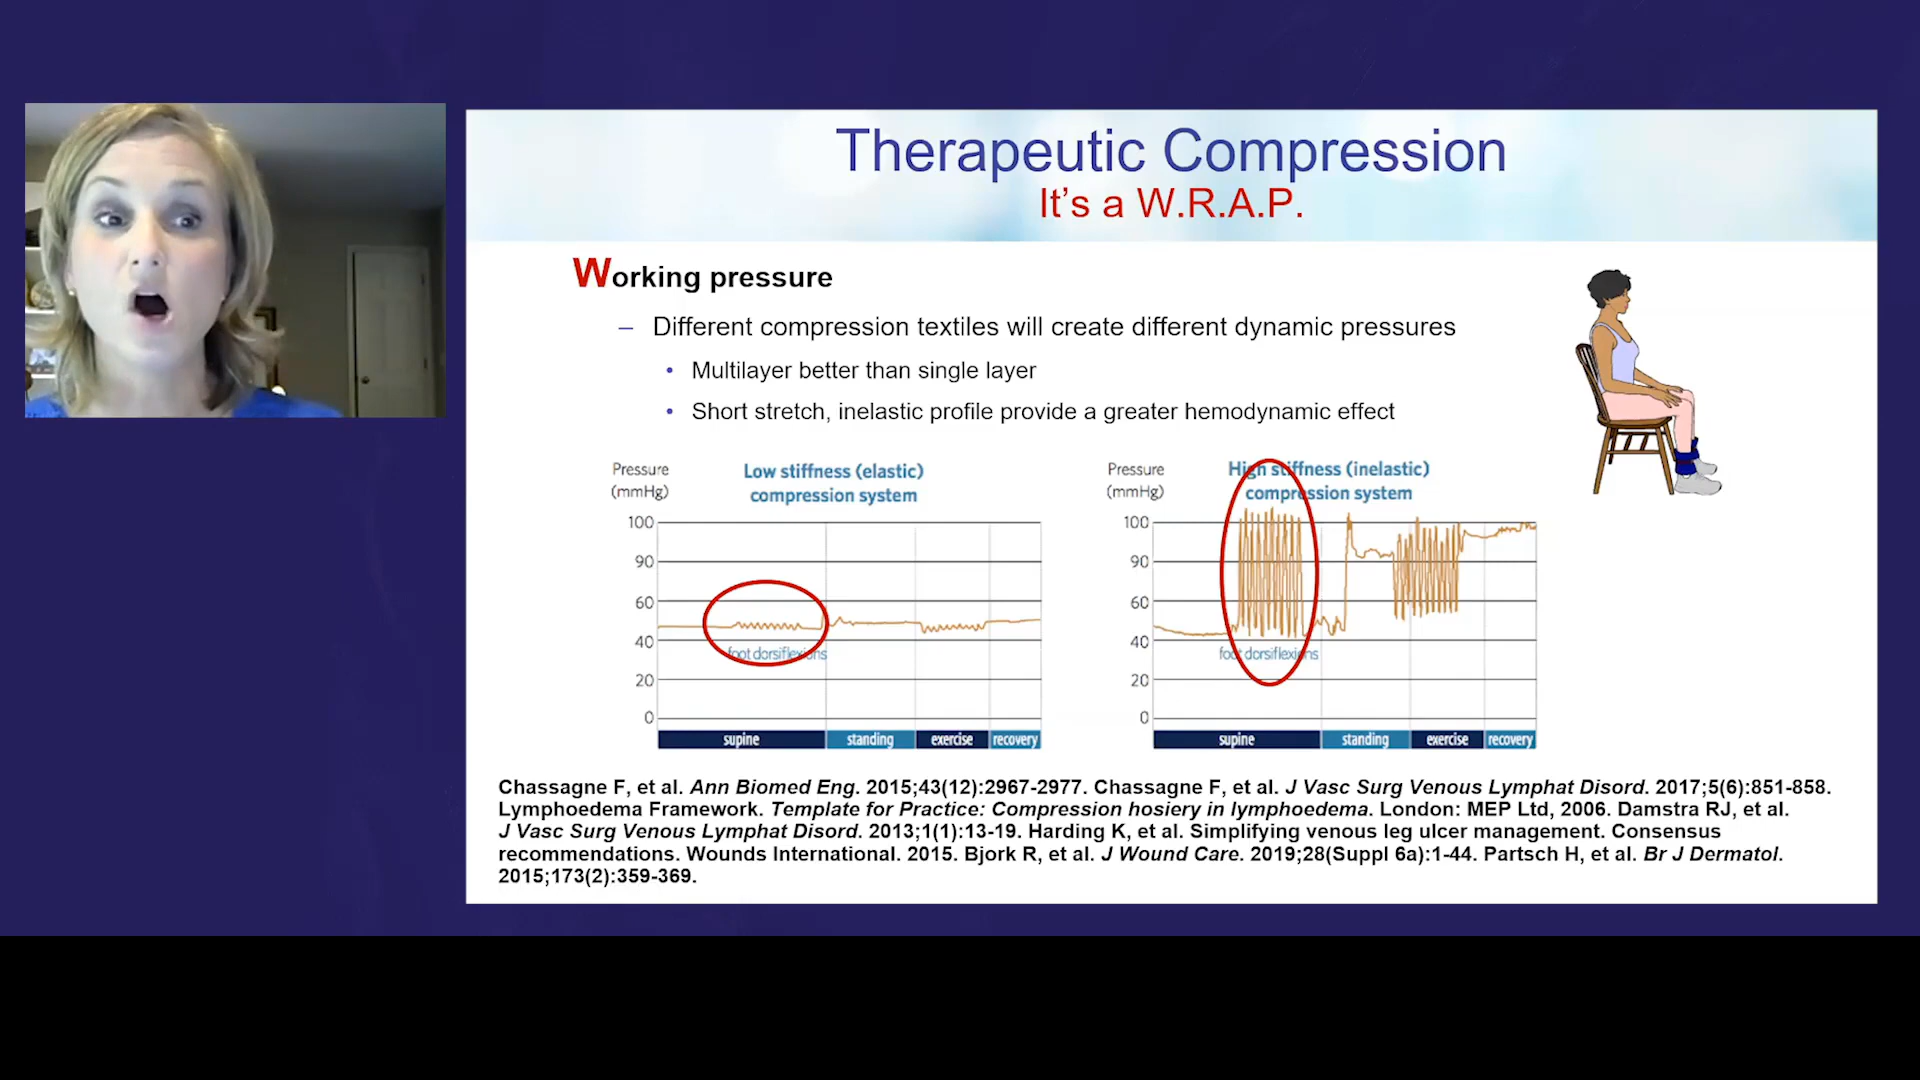 Therapeutic Compression
It's a W.R.A.P.
Working pressure
– Different compression textiles will create different dynamic pressures
• Multilayer better than single layer
• Short stretch, inelastic profile provide a greater hemodynamic effect
Pressure
(mmHg)
Low stiffness (elastic)
compression system
100
90
60
40
20
0
foot dorsiflexions
supine standing exercise recovery
Pressure
(mmHg)
High stiffness (inelastic)
compression system
100
90
60
40
20
0
foot dorsiflexions
supine standing exercise recovery
Chassagne F, et al. Ann Biomed Eng. 2015;43(12):2967-2977. Chassagne F, et al. J Vasc Surg Venous Lymphat Disord. 2017;5(6):851-858.
Lymphoedema Framework. Template for Practice: Compression hosiery in lymphoedema. London: MEP Ltd, 2006. Damstra RJ, et al.
J Vasc Surg Venous Lymphat Disord. 2013;1(1):13-19. Harding K, et al. Simplifying venous leg ulcer management. Consensus
recommendations. Wounds International. 2015. Bjork R, et al. J Wound Care. 2019;28(Suppl 6a):1-44. Partsch H, et al. Br J Dermatol.
2015;173(2):359-369.